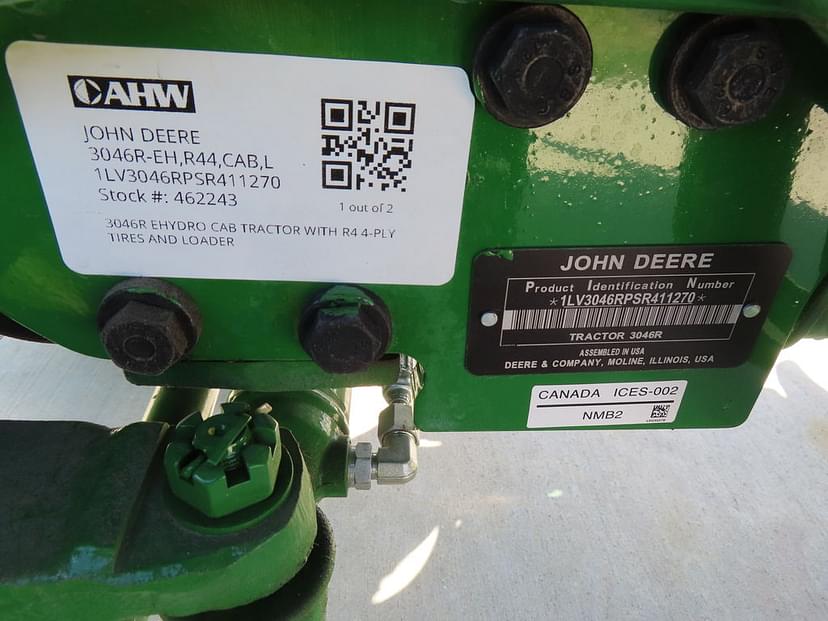 AHW
JOHN DEERE
3046R-EH,R44,CAB,L
1LV3046RPSR411270
Stock #: 462243
1 out of 2
3046R EHYDRO CAB TRACTOR WITH R4 4-PLY
TIRES AND LOADER
JOHN DEERE
Product Identification Number
*1LV3046RPSR411270*
TRACTOR 3046R
ASSEMBLED IN USA
DEERE & COMPANY, MOLINE, ILLINOIS, USA
CANADA ICES-002
NMB2